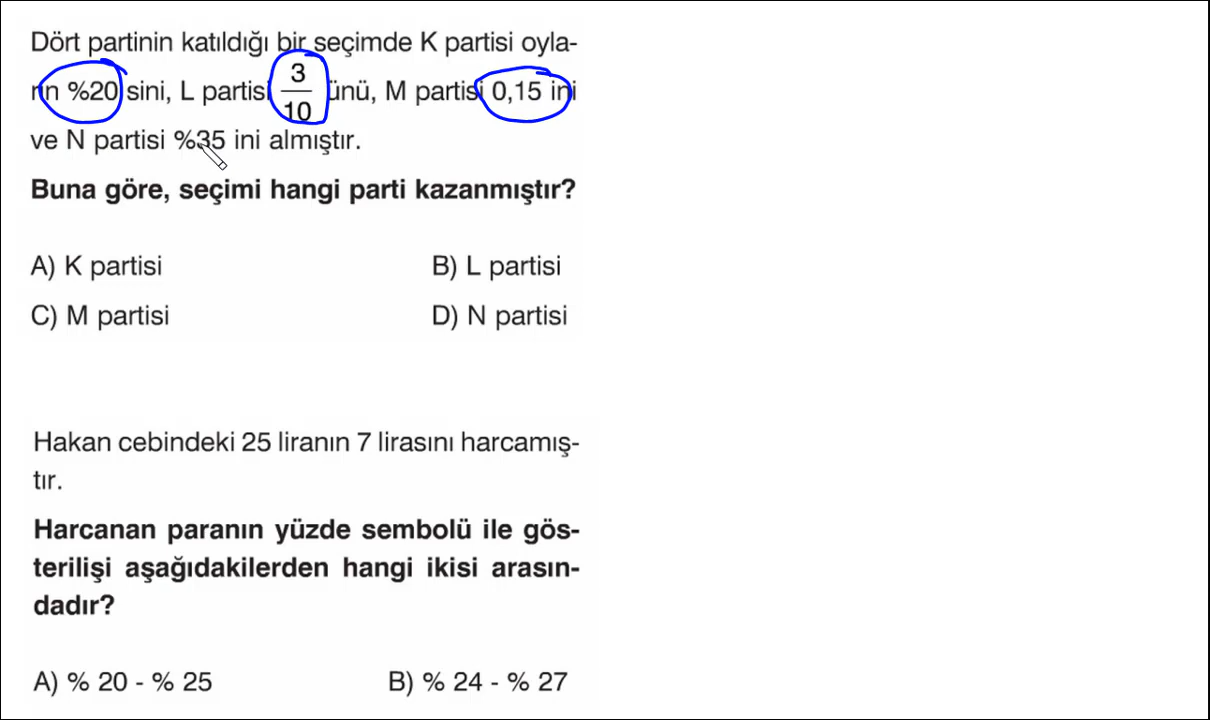 Dört partinin katıldığı bir seçimde K partisi oyla-
rın %20 sini, L partisi 3/10 ünü, M partisi 0,15 ini
ve N partisi %35 ini almıştır.
Buna göre, seçimi hangi parti kazanmıştır?
A) K partisi B) L partisi
C) M partisi D) N partisi
Hakan cebindeki 25 liranın 7 lirasını harcamış-
tır.
Harcanan paranın yüzde sembolü ile gös-
terilişi aşağıdakilerden hangi ikisi arasın-
dadır?
A) % 20 - % 25 B) % 24 - % 27